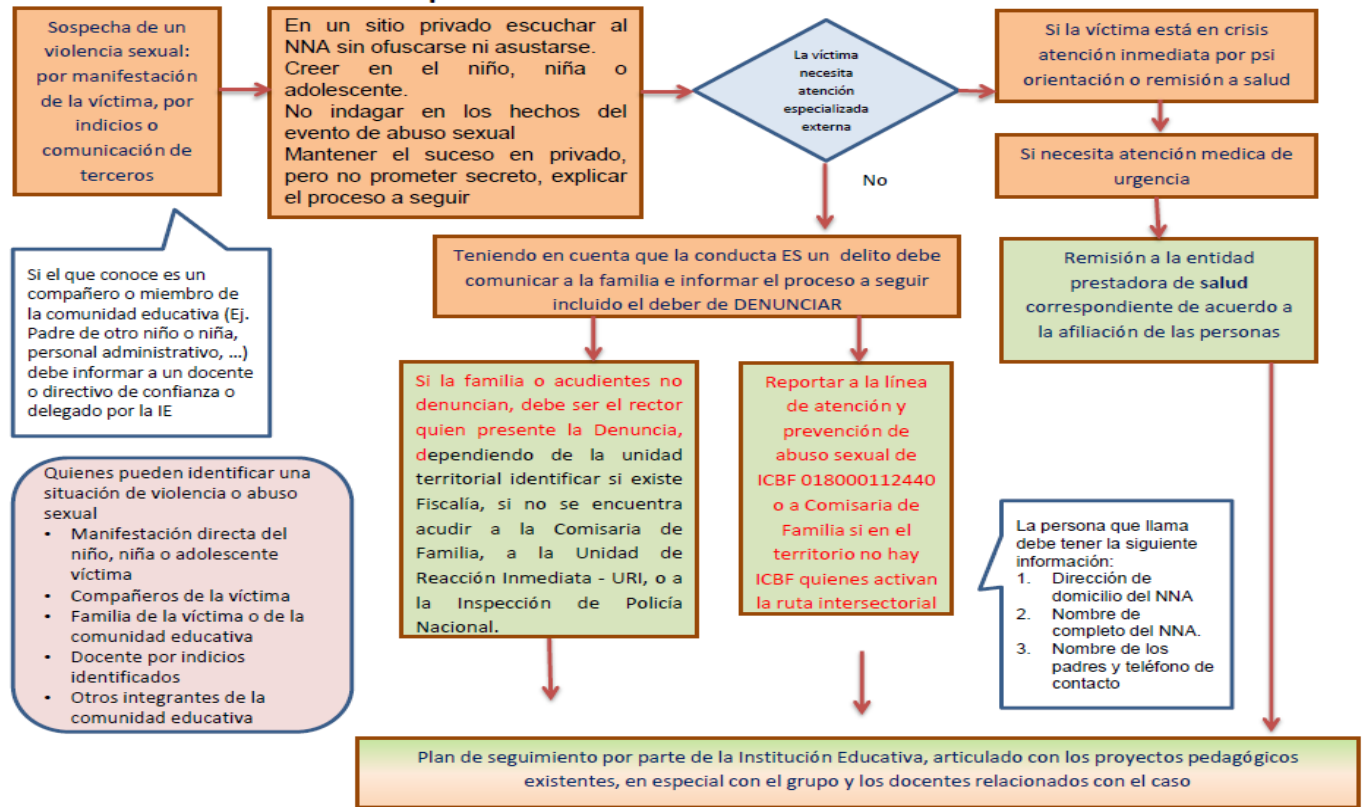 Sospecha de un
violencia sexual:
por manifestación
de la víctima, por
indicios o
comunicación de
terceros
En un sitio privado escuchar al
NNA sin ofuscarse ni asustarse.
Creer en el niño, niña o
adolescente.
No indagar en los hechos del
evento de abuso sexual
Mantener el suceso en privado,
pero no prometer secreto, explicar
el proceso a seguir
La víctima
necesita
atención
especializada
externa
No
Si la víctima está en crisis
atención inmediata por psi
orientación o remisión a salud
Si necesita atención medica de
urgencia
Remisión a la entidad
prestadora de salud
correspondiente de acuerdo a
la afiliación de las personas
Si el que conoce es un
compañero o miembro de
la comunidad educativa (Ej.
Padre de otro niño o niña,
personal administrativo, ...)
debe informar a un docente
o directivo de confianza o
delegado por la IE
Teniendo en cuenta que la conducta ES un delito debe
comunicar a la familia e informar el proceso a seguir
incluido el deber de DENUNCIAR
Si la familia o acudientes no
denuncian, debe ser el rector
quien presente la Denuncia,
dependiendo de la unidad
territorial identificar si existe
Fiscalía, si no se encuentra
acudir a la Comisaria de
Familia, a la Unidad de
Reacción Inmediata - URI, o a
la Inspección de Policía
Nacional.
Reportar a la línea
de atención y
prevención de
abuso sexual de
ICBF 018000112440
o a Comisaria de
Familia si en el
territorio no hay
ICBF quienes activan
la ruta intersectorial
Quienes pueden identificar una
situación de violencia o abuso
sexual
• Manifestación directa del
niño, niña o adolescente
víctima
• Compañeros de la víctima
• Familia de la víctima o de la
comunidad educativa
• Docente por indicios
identificados
• Otros integrantes de la
comunidad educativa
La persona que llama
debe tener la siguiente
información:
1. Dirección de
domicilio del NNA
2. Nombre de
completo del NNA.
3. Nombre de los
padres y teléfono de
contacto
Plan de seguimiento por parte de la Institución Educativa, articulado con los proyectos pedagógicos
existentes, en especial con el grupo y los docentes relacionados con el caso